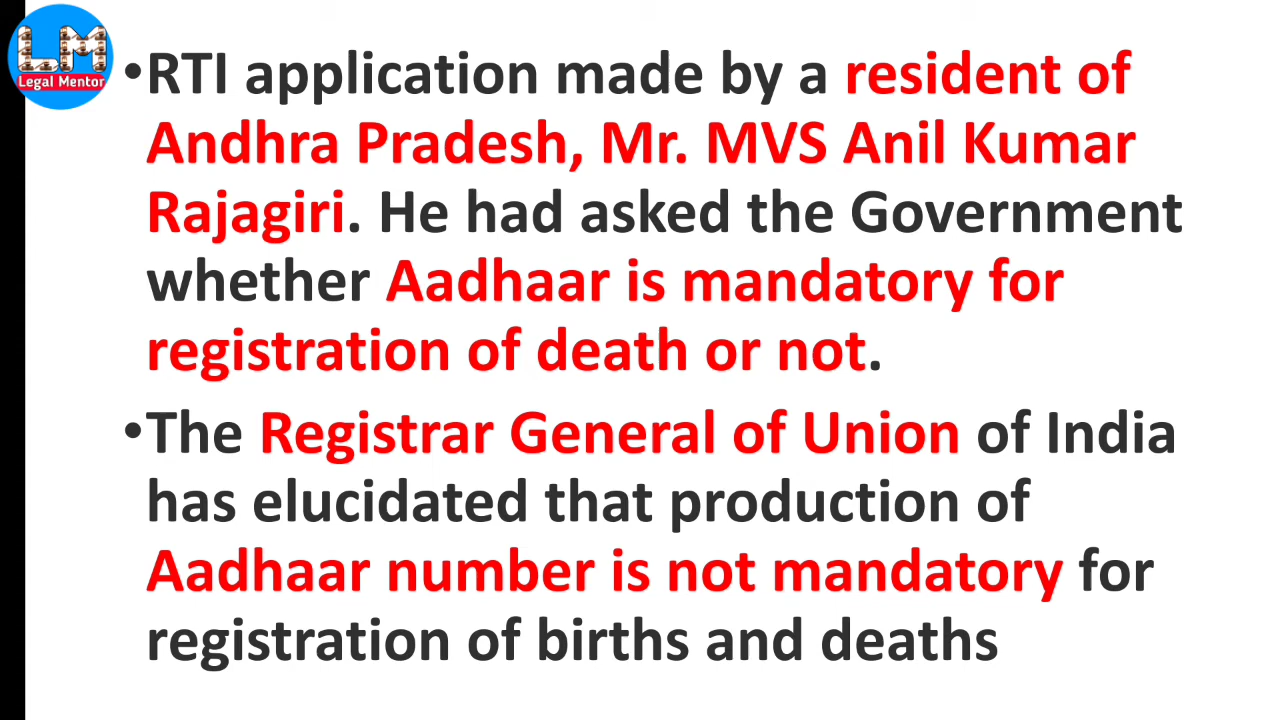 LM
Legal Mentor
•RTI application made by a resident of
Andhra Pradesh, Mr. MVS Anil Kumar
Rajagiri. He had asked the Government
whether Aadhaar is mandatory for
registration of death or not.
•The Registrar General of Union of India
has elucidated that production of
Aadhaar number is not mandatory for
registration of births and deaths